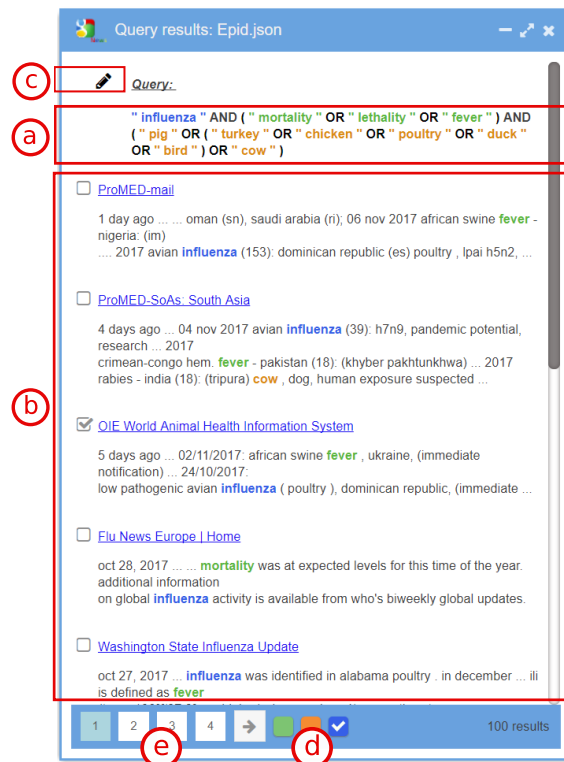 Query results: Epid.json
c
Query:
a
" influenza " AND ( " mortality " OR " lethality " OR " fever " ) AND
( " pig " OR ( " turkey " OR " chicken " OR " poultry " OR " duck "
OR " bird " ) OR " cow " )
ProMED-mail
1 day ago ... ... oman (sn), saudi arabia (ri); 06 nov 2017 african swine fever -
nigeria: (im)
.... 2017 avian influenza (153): dominican republic (es) poultry , lpai h5n2, ...
ProMED-SoAs: South Asia
4 days ago ... 04 nov 2017 avian influenza (39): h7n9, pandemic potential,
research ... 2017
crimean-congo hem. fever - pakistan (18): (khyber pakhtunkhwa) ... 2017
rabies - india (18): (tripura) cow , dog, human exposure suspected ...
b
OIE World Animal Health Information System
5 days ago ... 02/11/2017: african swine fever , ukraine, (immediate
notification) ... 24/10/2017:
low pathogenic avian influenza ( poultry ), dominican republic, (immediate ...
Flu News Europe | Home
oct 28, 2017 ... ... mortality was at expected levels for this time of the year.
additional information
on global influenza activity is available from who's biweekly global updates.
Washington State Influenza Update
oct 27, 2017 ... influenza was identified in alabama poultry . in december ... ili
is defined as fever
1 2 3 4 100 results
e d